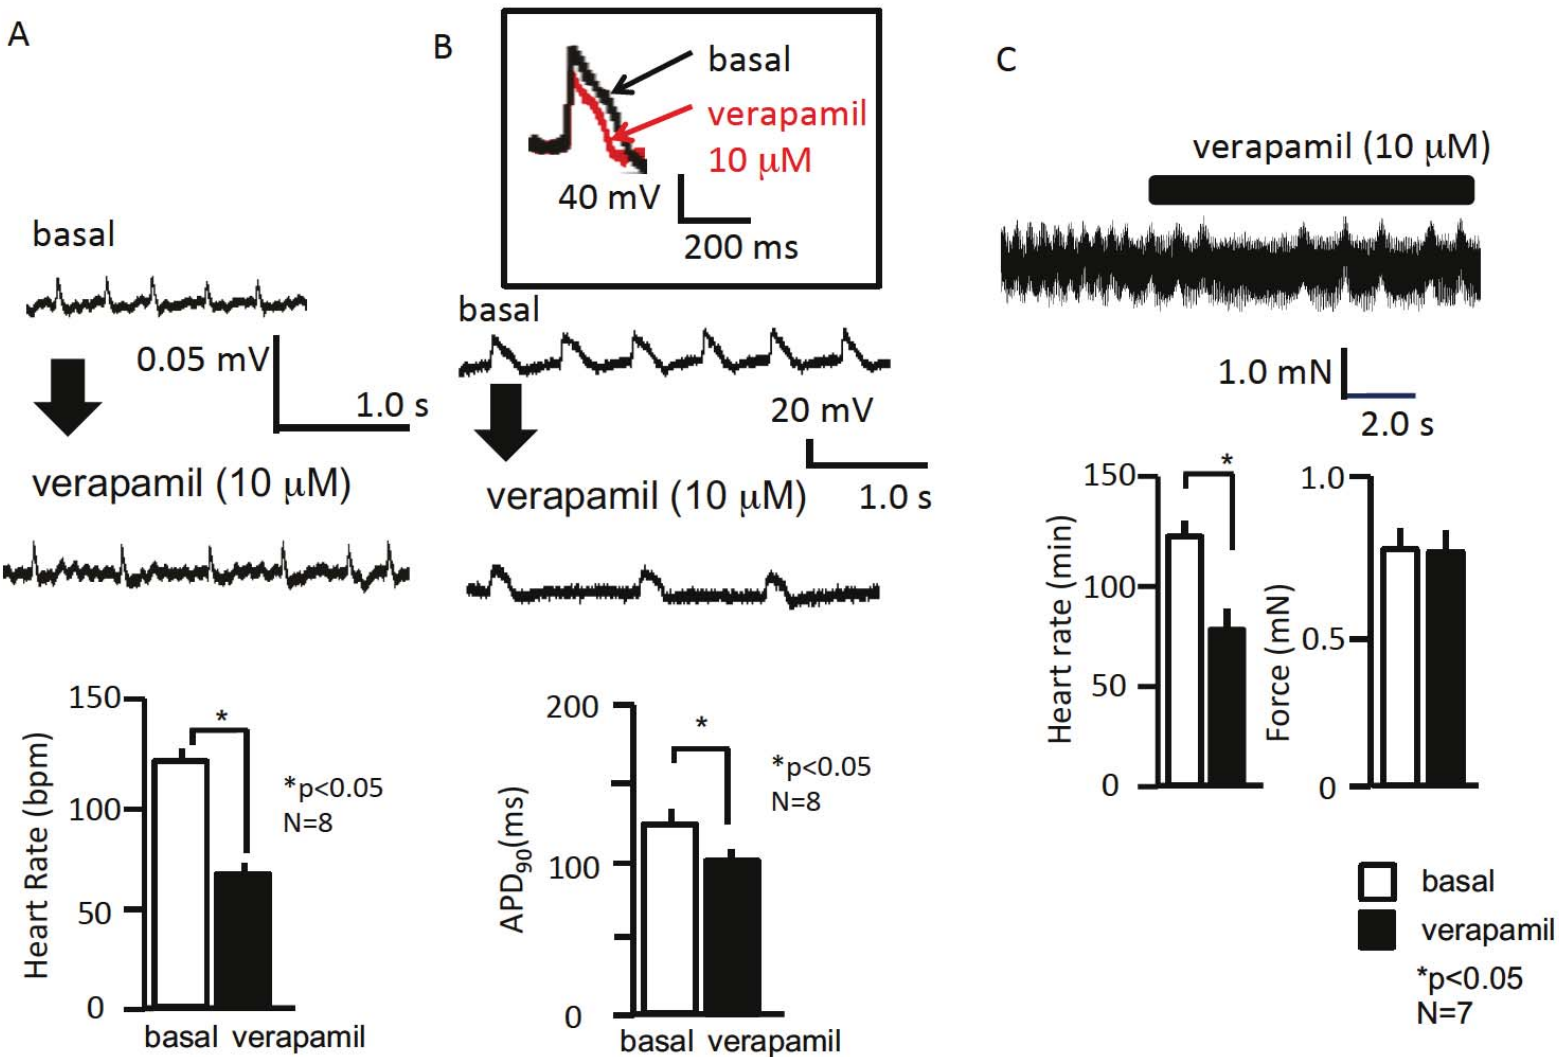 A
basal
0.05 mV
1.0 s
verapamil (10 μM)
150
100
50
0
Heart Rate (bpm)
*
*p<0.05
N=8
basal verapamil
B
basal
verapamil
10 μM
40 mV
200 ms
basal
20 mV
1.0 s
verapamil (10 μM)
200
100
0
APD90(ms)
*
*p<0.05
N=8
basal verapamil
C
verapamil (10 μM)
1.0 mN
2.0 s
150
100
50
0
Heart rate (min)
*
1.0
0.5
0
Force (mN)
basal
verapamil
*p<0.05
N=7